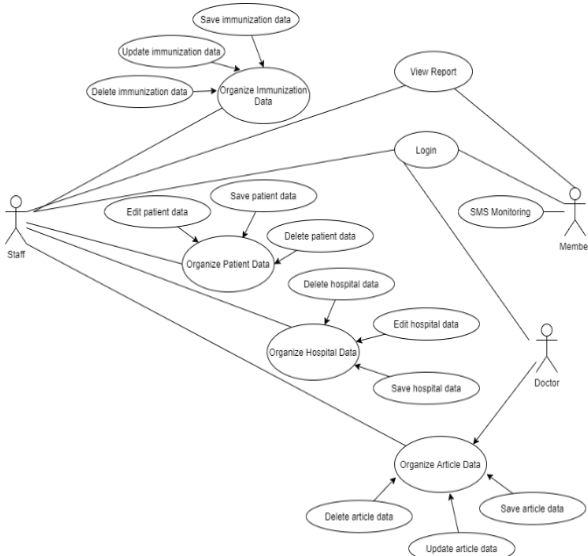 Save immunization data
Update immunization data
Delete immunization data
Organize Immunization
Data
View Report
Login
Save patient data
Edit patient data
Delete patient data
Organize Patient Data
SMS Monitoring
Staff
Membe
Delete hospital data
Edit hospital data
Organize Hospital Data
Save hospital data
Doctor
Organize Article Data
Save article data
Delete article data
Update article data